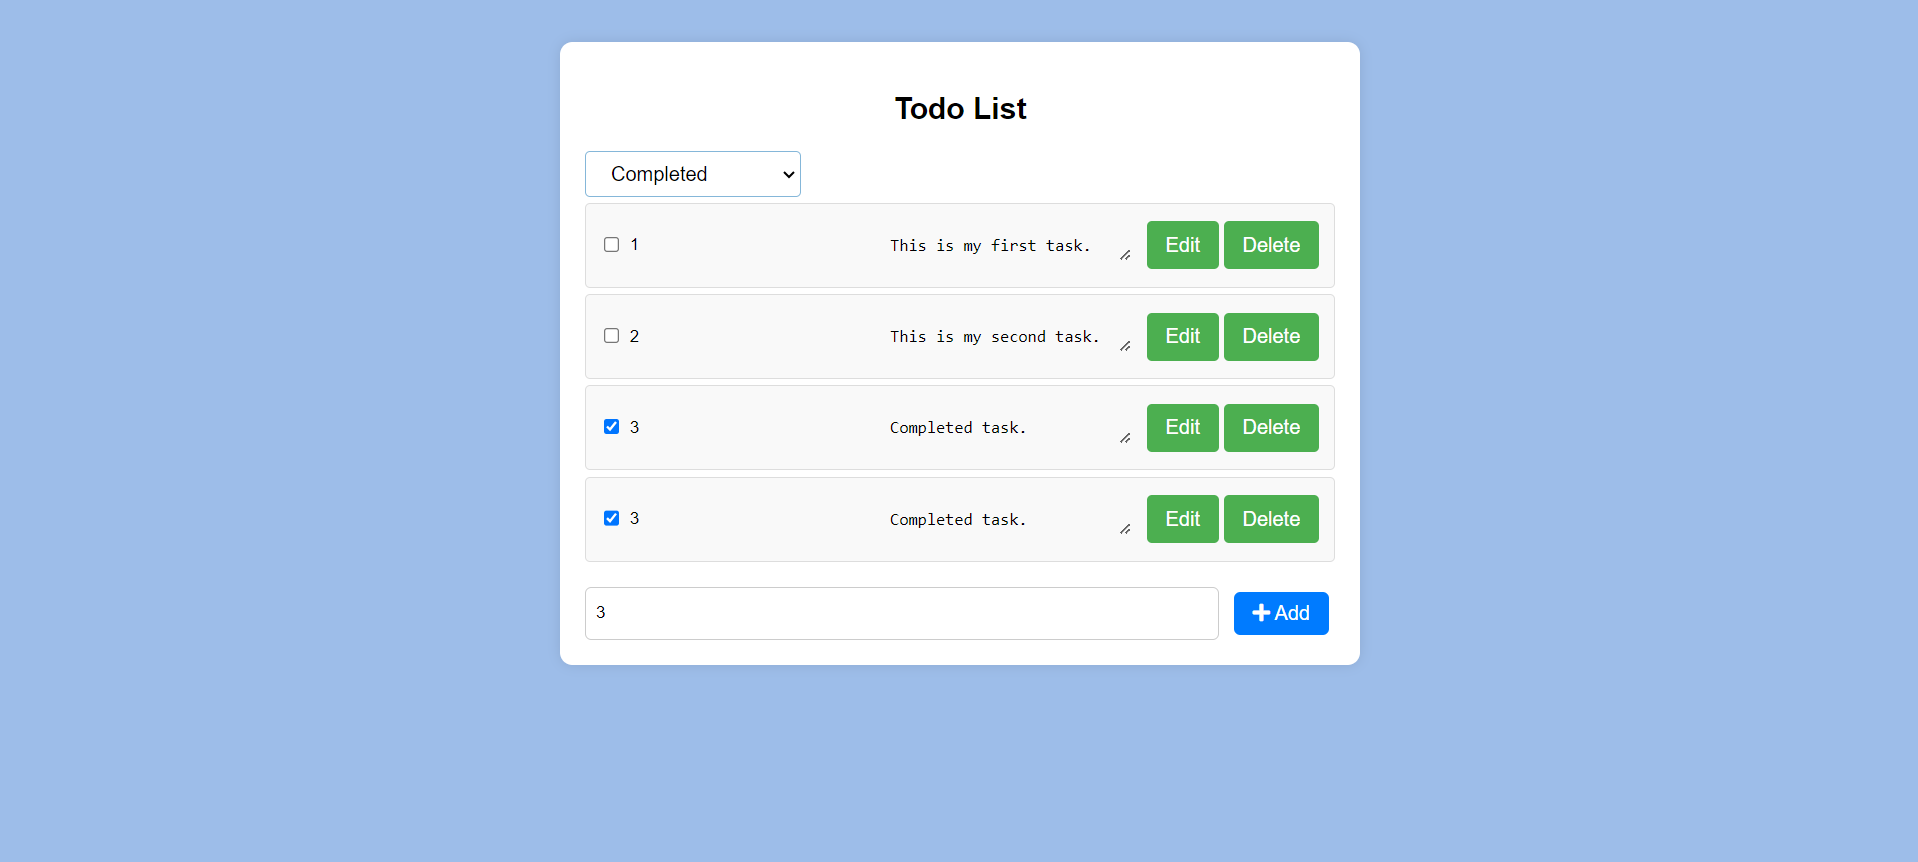 Todo List
Completed
1 This is my first task. Edit Delete
2 This is my second task. Edit Delete
3 Completed task. Edit Delete
3 Completed task. Edit Delete
3 Add